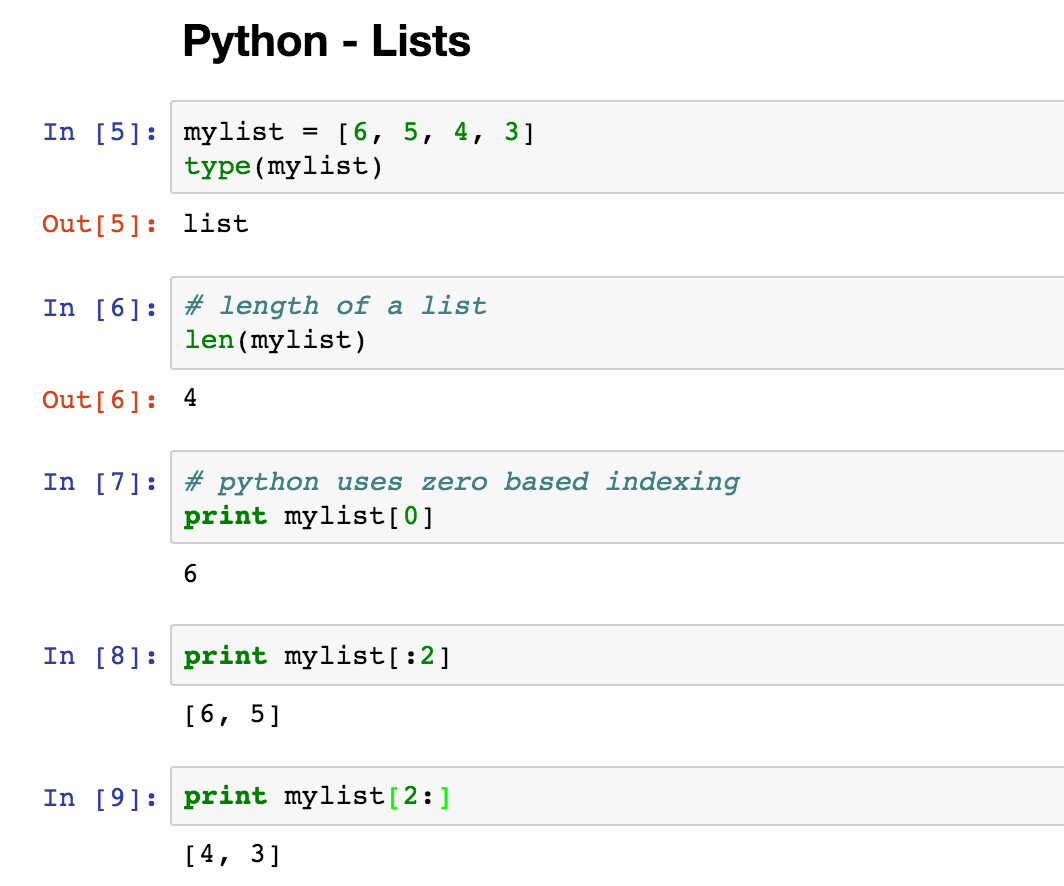 Python - Lists
In [5]: mylist = [6, 5, 4, 3]
type(mylist)
Out[5]: list
In [6]: # length of a list
len(mylist)
Out[6]: 4
In [7]: # python uses zero based indexing
print mylist[0]
6
In [8]: print mylist[:2]
[6, 5]
In [9]: print mylist[2:]
[4, 3]